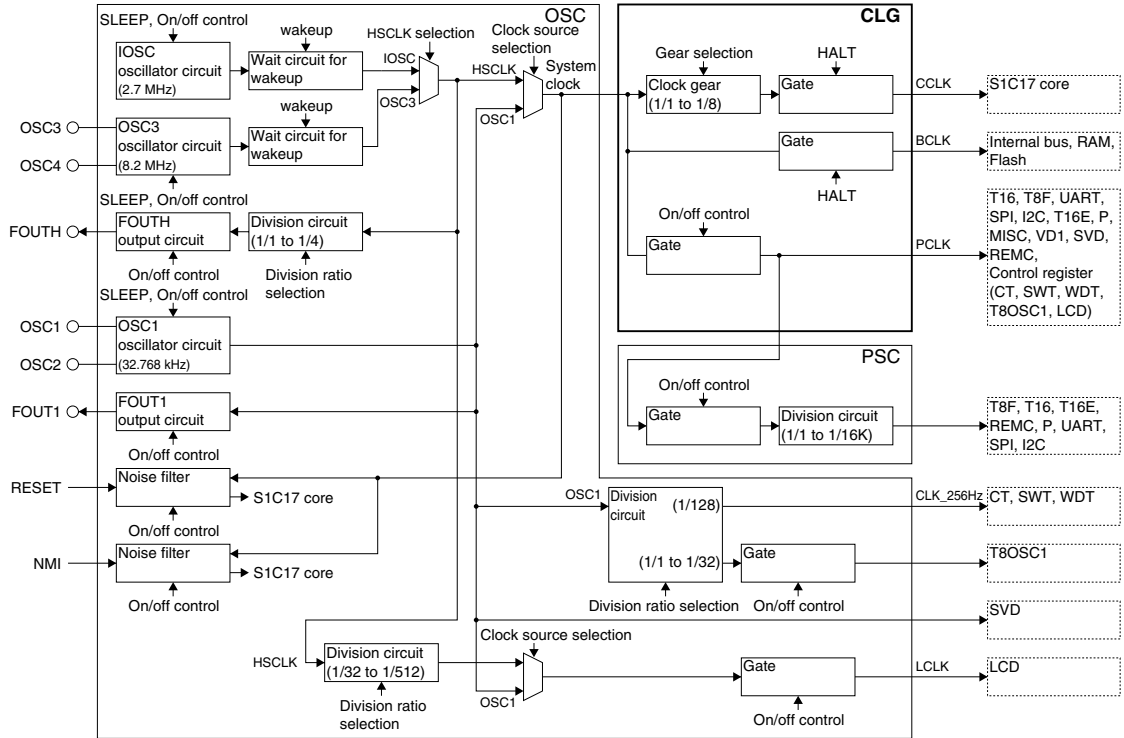 OSC
CLG
SLEEP, On/off control
IOSC
oscillator circuit
(2.7 MHz)
wakeup
Wait circuit for
wakeup
HSCLK selection
IOSC
OSC3
HSCLK
Clock source
selection
System
clock
OSC1
Gear selection
Clock gear
(1/1 to 1/8)
HALT
Gate
CCLK
S1C17 core
OSC3
OSC4
OSC3
oscillator circuit
(8.2 MHz)
SLEEP, On/off control
wakeup
Wait circuit for
wakeup
Gate
HALT
BCLK
Internal bus, RAM,
Flash
FOUTH
FOUTH
output circuit
On/off control
Division circuit
(1/1 to 1/4)
Division ratio
selection
On/off control
Gate
PCLK
T16, T8F, UART,
SPI, I2C, T16E, P,
MISC, VD1, SVD,
REMC,
Control register
(CT, SWT, WDT,
T8OSC1, LCD)
SLEEP, On/off control
OSC1
OSC2
OSC1
oscillator circuit
(32.768 kHz)
PSC
FOUT1
FOUT1
output circuit
On/off control
On/off control
Gate
Division circuit
(1/1 to 1/16K)
T8F, T16, T16E,
REMC, P, UART,
SPI, I2C
RESET
Noise filter
S1C17 core
On/off control
OSC1
Division
circuit
(1/128)
(1/1 to 1/32)
Division ratio selection
CLK_256Hz
CT, SWT, WDT
NMI
Noise filter
S1C17 core
On/off control
Gate
On/off control
T8OSC1
SVD
HSCLK
Division circuit
(1/32 to 1/512)
Division ratio
selection
Clock source selection
OSC1
Gate
On/off control
LCLK
LCD